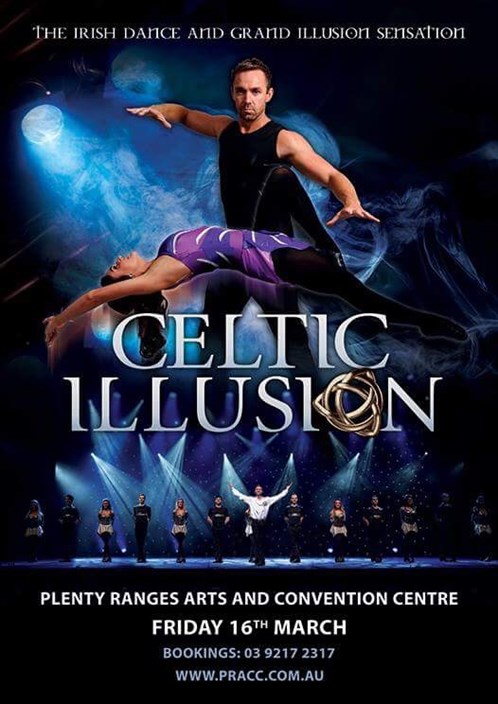 THE IRISH DANCE AND GRAND ILLUSION SENSATION
CELTIC
ILLUSION
PLENTY RANGES ARTS AND CONVENTION CENTRE
FRIDAY 16TH MARCH
BOOKINGS: 03 9217 2317
WWW.PRACC.COM.AU